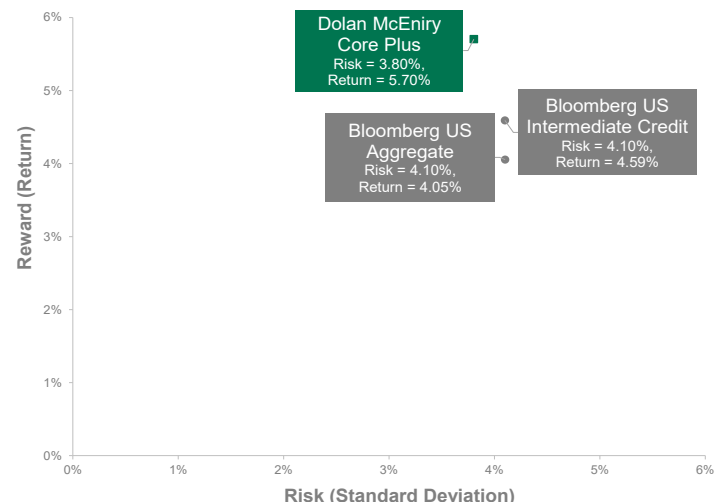 6%
5%
4%
3%
2%
1%
0%
Reward (Return)
Dolan McEniry
Core Plus
Risk = 3.80%,
Return = 5.70%
Bloomberg US
Aggregate
Risk = 4.10%,
Return = 4.05%
Bloomberg US
Intermediate Credit
Risk = 4.10%,
Return = 4.59%
0%
1%
2%
3%
4%
5%
6%
Risk (Standard Deviation)